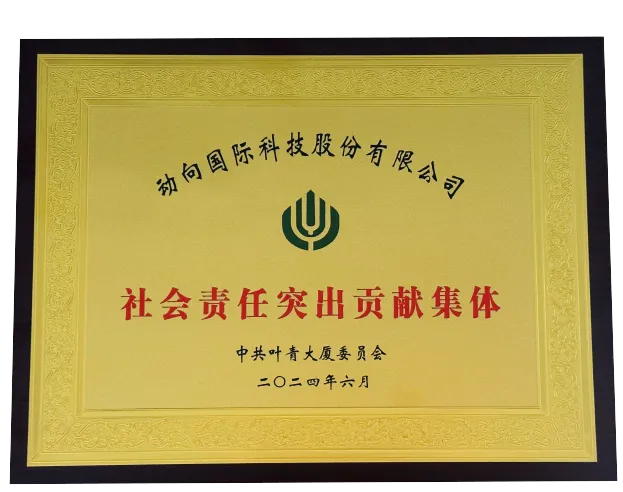 动向国际科技股份有限公司
社会责任突出贡献集体
中共叶青大厦委员会
二〇二四年六月